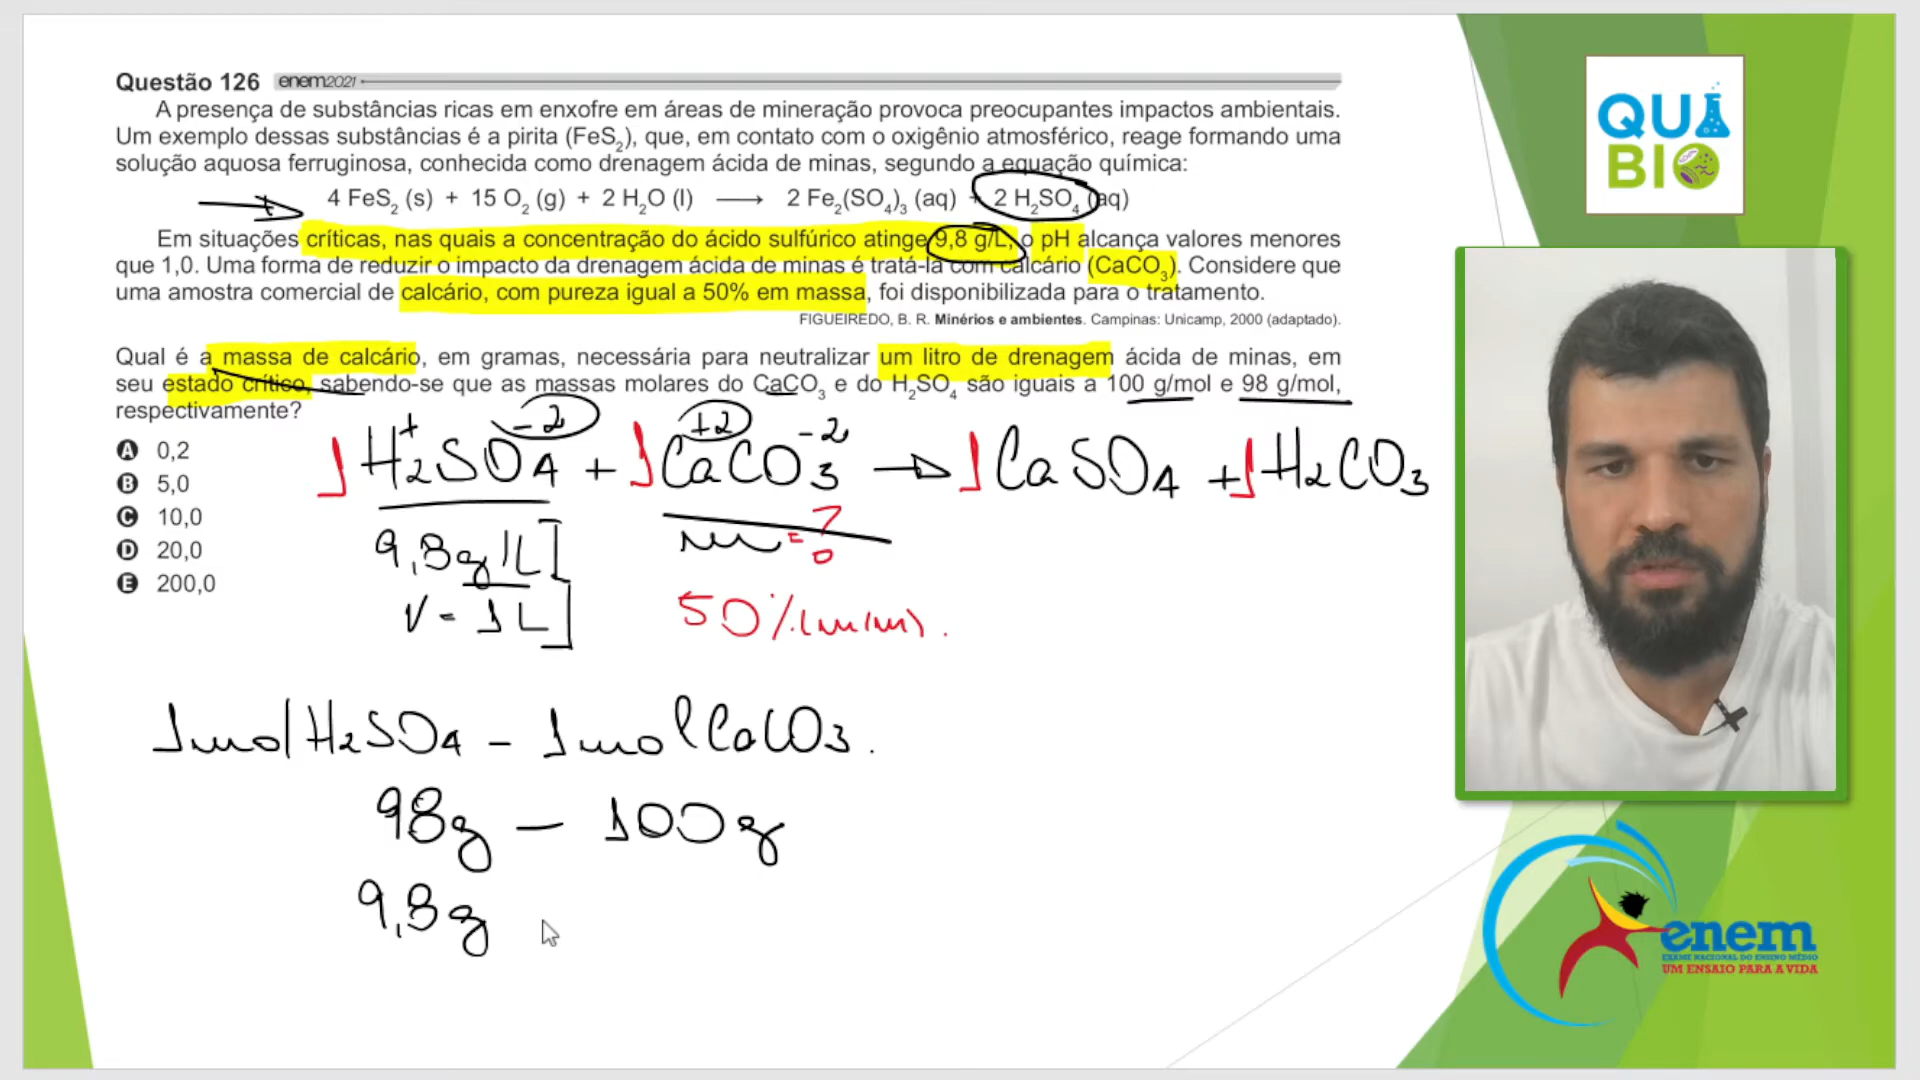 Questão 126 enem2021
A presença de substâncias ricas em enxofre em áreas de mineração provoca preocupantes impactos ambientais.
Um exemplo dessas substâncias é a pirita (FeS₂), que, em contato com o oxigênio atmosférico, reage formando uma
solução aquosa ferruginosa, conhecida como drenagem ácida de minas, segundo a equação química:
4 FeS₂ (s) + 15 O₂ (g) + 2 H₂O (l) ⟶ 2 Fe₂(SO₄)₃ (aq) + 2 H₂SO₄ (aq)
Em situações críticas, nas quais a concentração do ácido sulfúrico atinge 9,8 g/L, o pH alcança valores menores
que 1,0. Uma forma de reduzir o impacto da drenagem ácida de minas é tratá-la com calcário (CaCO₃). Considere que
uma amostra comercial de calcário, com pureza igual a 50% em massa, foi disponibilizada para o tratamento.
FIGUEIREDO, B. R. Minérios e ambientes. Campinas: Unicamp, 2000 (adaptado).
Qual é a massa de calcário, em gramas, necessária para neutralizar um litro de drenagem ácida de minas, em
seu estado crítico, sabendo-se que as massas molares do CaCO₃ e do H₂SO₄ são iguais a 100 g/mol e 98 g/mol,
respectivamente?
A 0,2
B 5,0
C 10,0
D 20,0
E 200,0
+ -2 +2 -2
1 H₂SO₄ + 1 CaCO₃ → 1 CaSO₄ + 1 H₂CO₃
9,8g/L m = ?
V = 1L 50%(m/m).
1mol H₂SO₄ - 1mol CaCO₃.
98g - 100g
9,8g
QUI
BIO
enem
EXAME NACIONAL DO ENSINO MÉDIO
UM ENSAIO PARA A VIDA